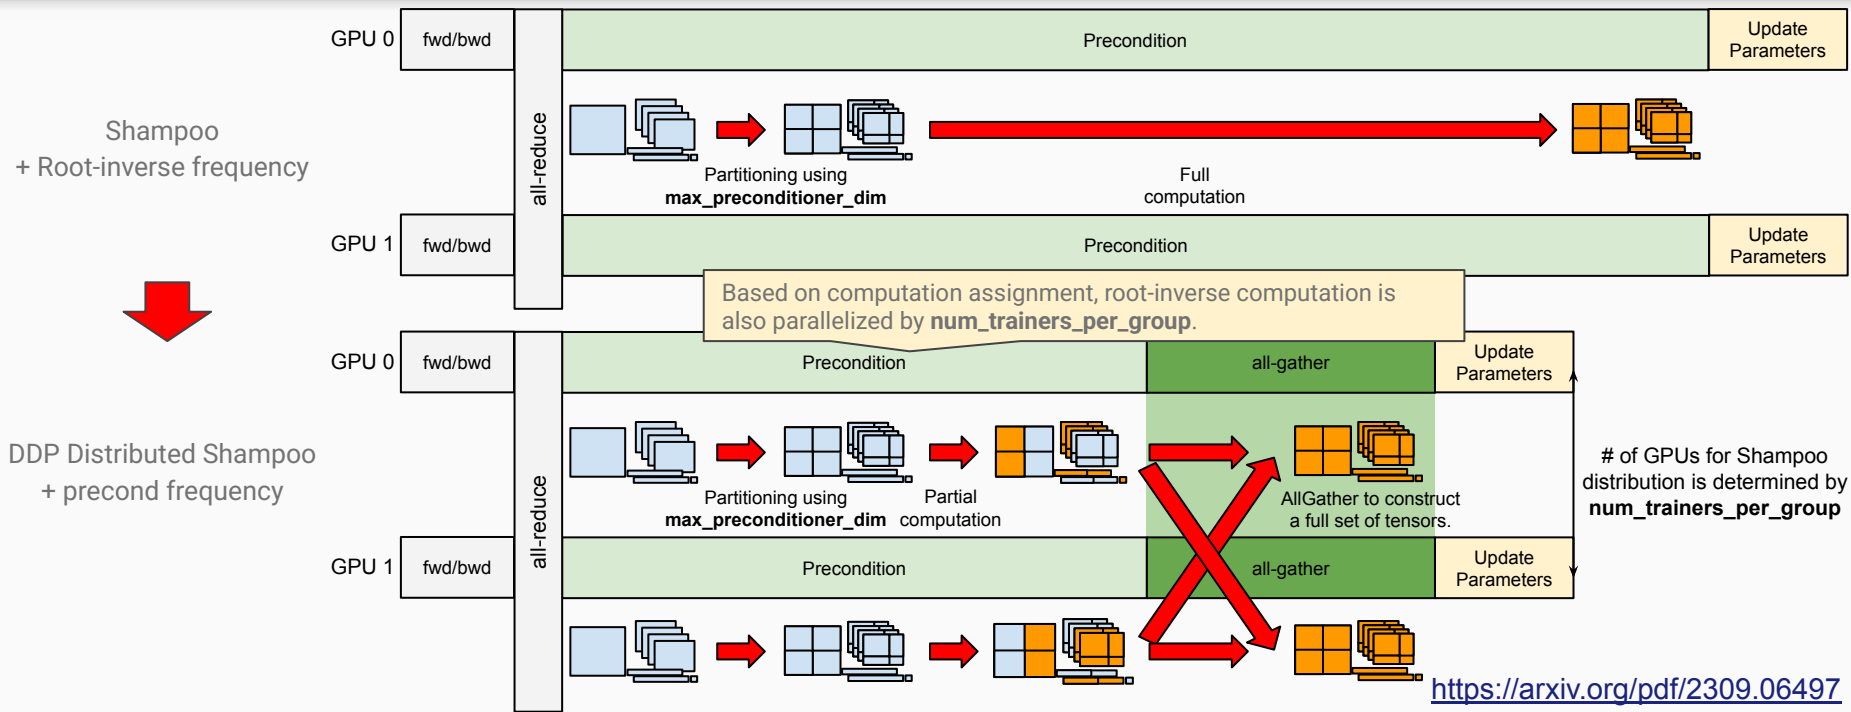 GPU 0
fwd/bwd
all-reduce
Precondition
Update
Parameters
Shampoo
+ Root-inverse frequency
Partitioning using
max_preconditioner_dim
Full
computation
GPU 1
fwd/bwd
Precondition
Update
Parameters
Based on computation assignment, root-inverse computation is
also parallelized by num_trainers_per_group.
GPU 0
fwd/bwd
all-reduce
Precondition
all-gather
Update
Parameters
DDP Distributed Shampoo
+ precond frequency
Partitioning using
max_preconditioner_dim
Partial
computation
AllGather to construct
a full set of tensors.
# of GPUs for Shampoo
distribution is determined by
num_trainers_per_group
GPU 1
fwd/bwd
Precondition
all-gather
Update
Parameters
https://arxiv.org/pdf/2309.06497